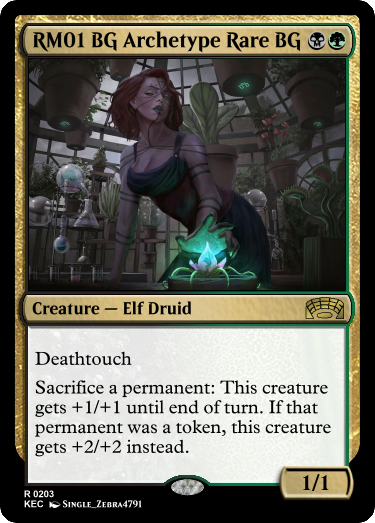 RM01 BG Archetype Rare BG
Creature — Elf Druid
Deathtouch
Sacrifice a permanent: This creature
gets +1/+1 until end of turn. If that
permanent was a token, this creature
gets +2/+2 instead.
1/1
R 0203
KEC Single_Zebra4791